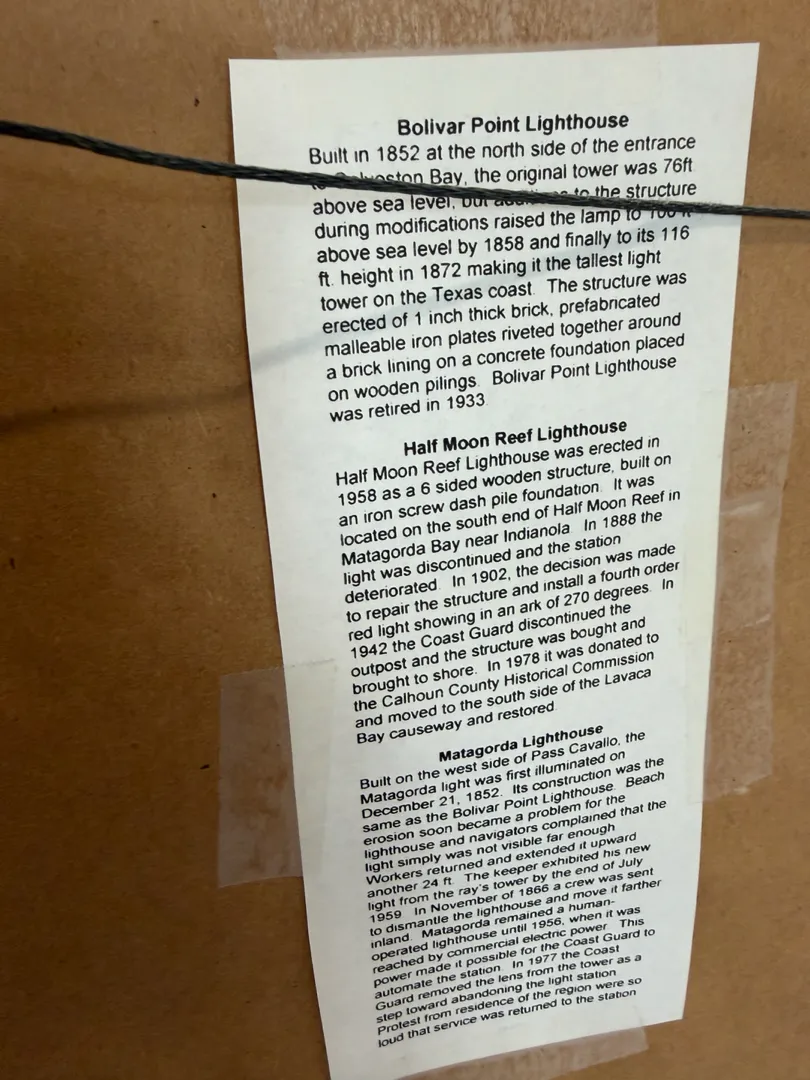 Bolivar Point Lighthouse
Built in 1852 at the north side of the entrance
to Galveston Bay, the original tower was 76ft
above sea level, but additions to the structure
during modifications raised the lamp to 100 ft
above sea level by 1858 and finally to its 116
ft. height in 1872 making it the tallest light
tower on the Texas coast. The structure was
erected of 1 inch thick brick, prefabricated
malleable iron plates riveted together around
a brick lining on a concrete foundation placed
on wooden pilings. Bolivar Point Lighthouse
was retired in 1933.
Half Moon Reef Lighthouse
Half Moon Reef Lighthouse was erected in
1958 as a 6 sided wooden structure, built on
an iron screw dash pile foundation. It was
located on the south end of Half Moon Reef in
Matagorda Bay near Indianola. In 1888 the
light was discontinued and the station
deteriorated. In 1902, the decision was made
to repair the structure and install a fourth order
red light showing in an ark of 270 degrees. In
1942 the Coast Guard discontinued the
outpost and the structure was bought and
brought to shore. In 1978 it was donated to
the Calhoun County Historical Commission
and moved to the south side of the Lavaca
Bay causeway and restored.
Matagorda Lighthouse
Built on the west side of Pass Cavallo, the
Matagorda light was first illuminated on
December 21, 1852. Its construction was the
same as the Bolivar Point Lighthouse. Beach
erosion soon became a problem for the
lighthouse and navigators complained that the
light simply was not visible far enough.
Workers returned and extended it upward
another 24 ft. The keeper exhibited his new
light from the ray's tower by the end of July
1959. In November of 1866 a crew was sent
to dismantle the lighthouse and move it farther
inland. Matagorda remained a human-
operated lighthouse until 1956, when it was
reached by commercial electric power. This
power made it possible for the Coast Guard to
automate the station. In 1977 the Coast
Guard removed the lens from the tower as a
step toward abandoning the light station.
Protest from residence of the region were so
loud that service was returned to the station